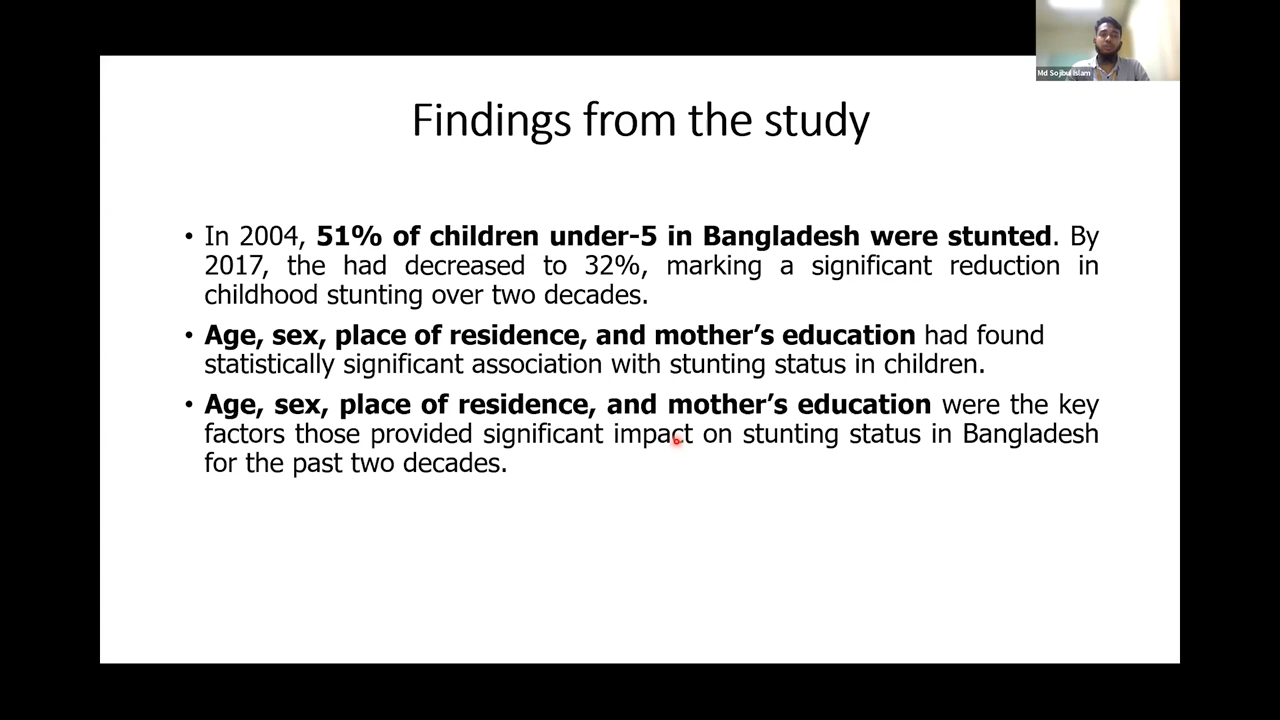 Md Sojibul Islam
Findings from the study
• In 2004, 51% of children under-5 in Bangladesh were stunted. By
2017, the had decreased to 32%, marking a significant reduction in
childhood stunting over two decades.
• Age, sex, place of residence, and mother’s education had found
statistically significant association with stunting status in children.
• Age, sex, place of residence, and mother’s education were the key
factors those provided significant impact on stunting status in Bangladesh
for the past two decades.